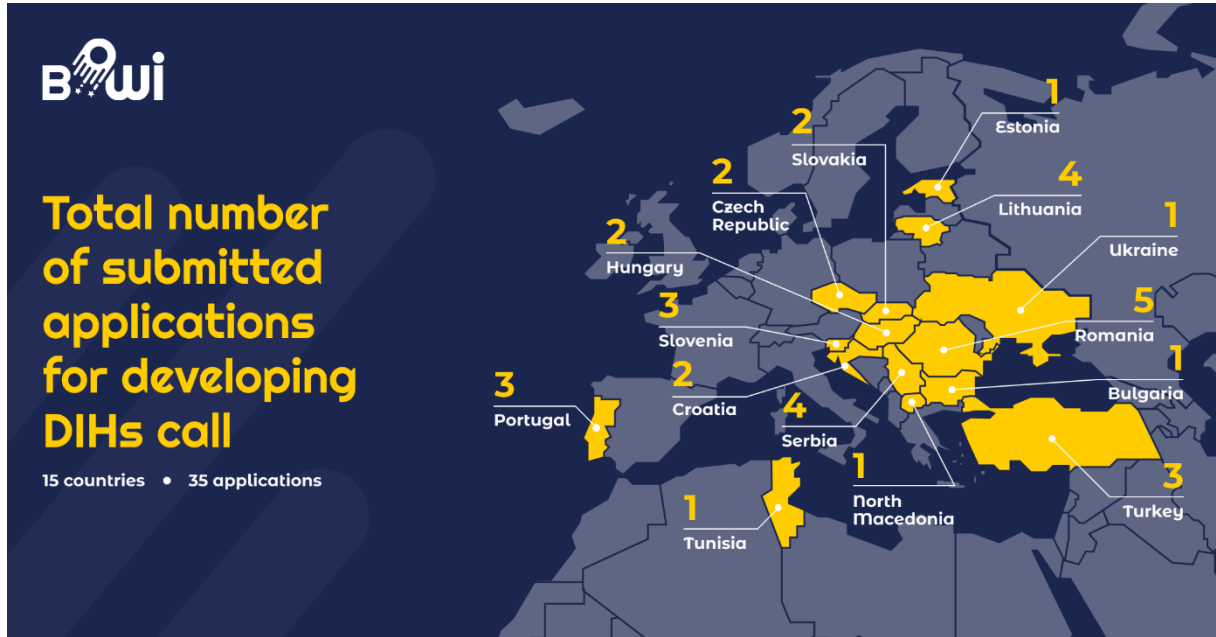 BOWI
Total number
of submitted
applications
for developing
DIHs call
15 countries • 35 applications
1
Estonia
2
Slovakia
4
Lithuania
2
Czech
Republic
1
Ukraine
2
Hungary
5
Romania
3
Slovenia
1
Bulgaria
2
Croatia
3
Portugal
4
Serbia
1
North
Macedonia
3
Turkey
1
Tunisia